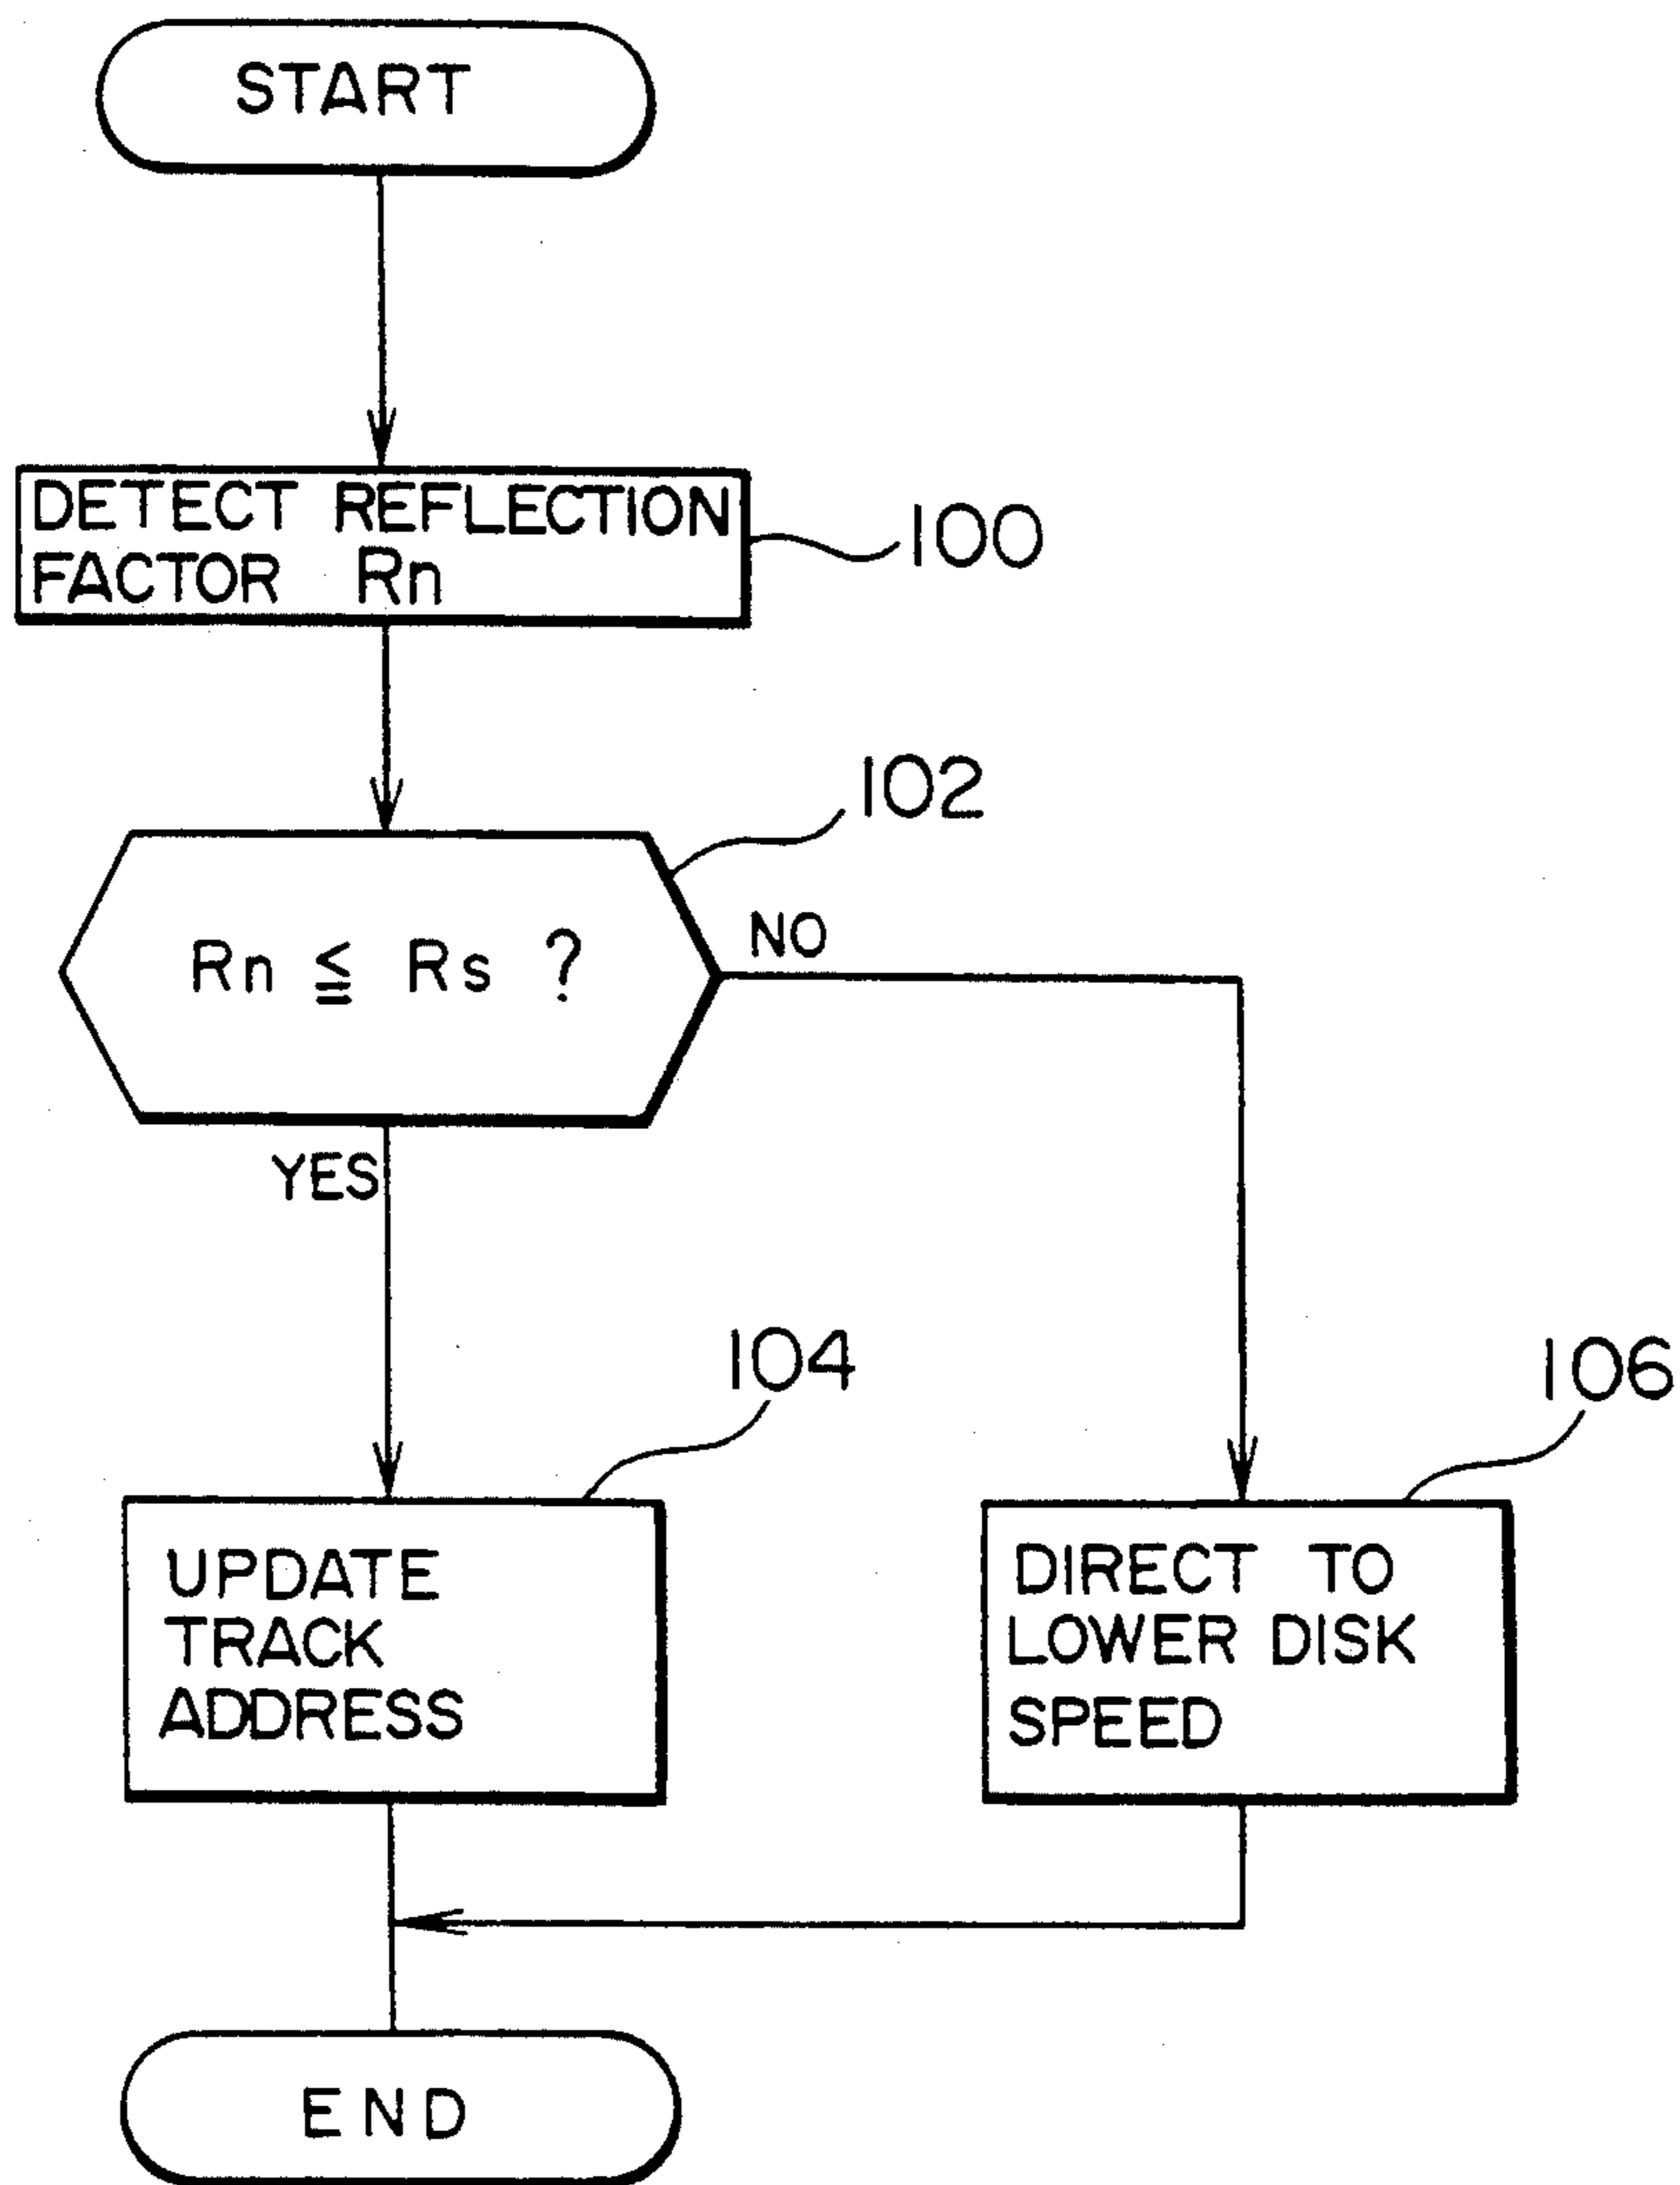 START
DETECT REFLECTION
FACTOR Rn
100
102
Rn ≦ Rs ?
NO
YES
104
106
UPDATE
TRACK
ADDRESS
DIRECT TO
LOWER DISK
SPEED
END